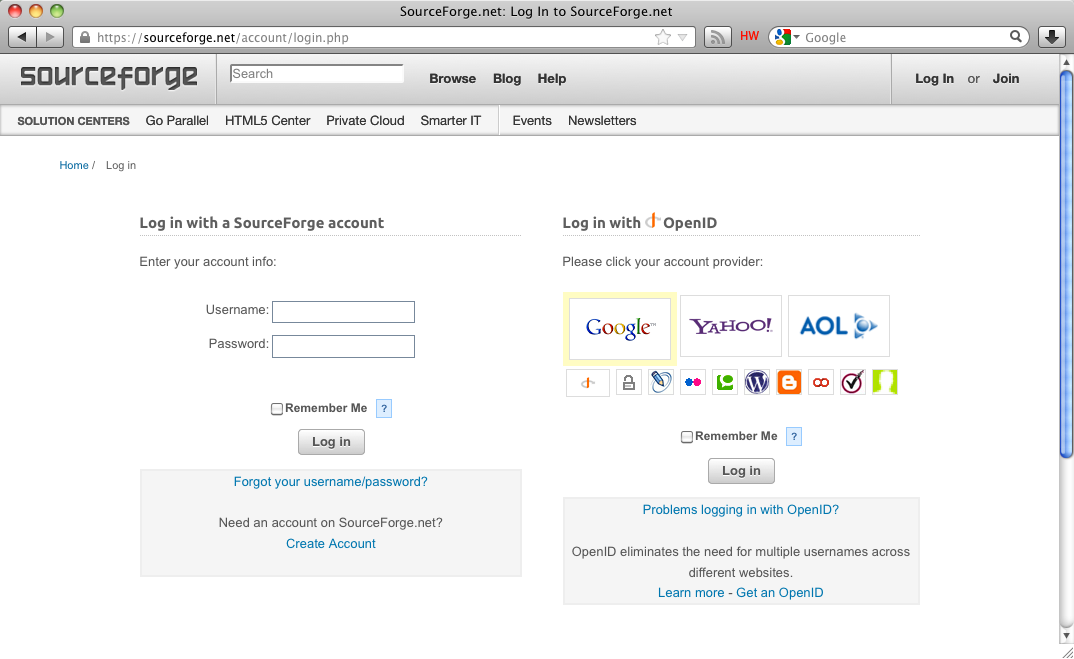 SourceForge.net: Log In to SourceForge.net
https://sourceforge.net/account/login.php
HW
Google
sourceforge
Search
Browse Blog Help
Log In or Join
SOLUTION CENTERS Go Parallel HTML5 Center Private Cloud Smarter IT Events Newsletters
Home / Log in
Log in with a SourceForge account
Enter your account info:
Username:
Password:
Remember Me ?
Log in
Forgot your username/password?
Need an account on SourceForge.net?
Create Account
Log in with OpenID
Please click your account provider:
Google™
YAHOO!
AOL
Remember Me ?
Log in
Problems logging in with OpenID?
OpenID eliminates the need for multiple usernames across
different websites.
Learn more - Get an OpenID